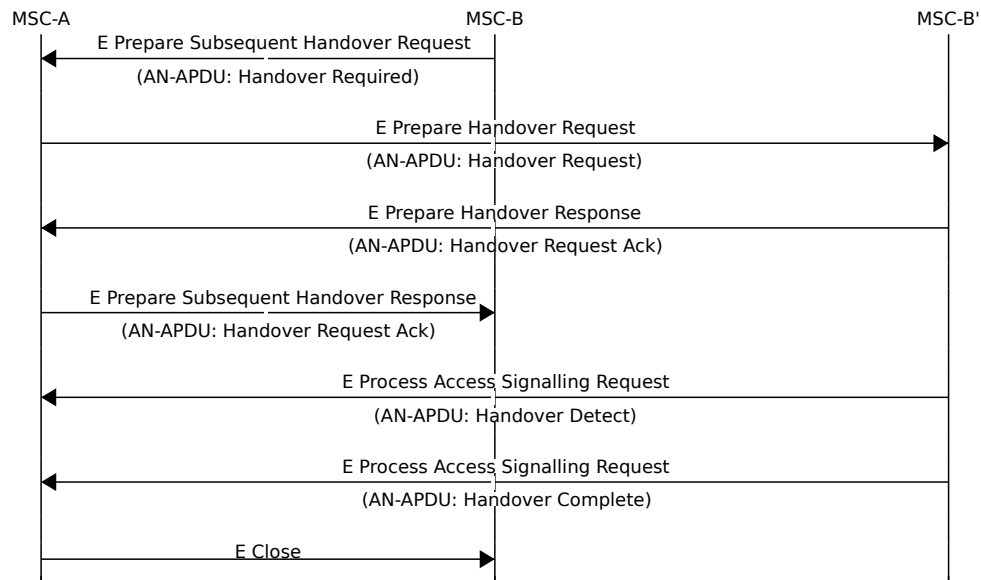 MSC-A MSC-B MSC-B'
E Prepare Subsequent Handover Request
(AN-APDU: Handover Required)
E Prepare Handover Request
(AN-APDU: Handover Request)
E Prepare Handover Response
(AN-APDU: Handover Request Ack)
E Prepare Subsequent Handover Response
(AN-APDU: Handover Request Ack)
E Process Access Signalling Request
(AN-APDU: Handover Detect)
E Process Access Signalling Request
(AN-APDU: Handover Complete)
E Close